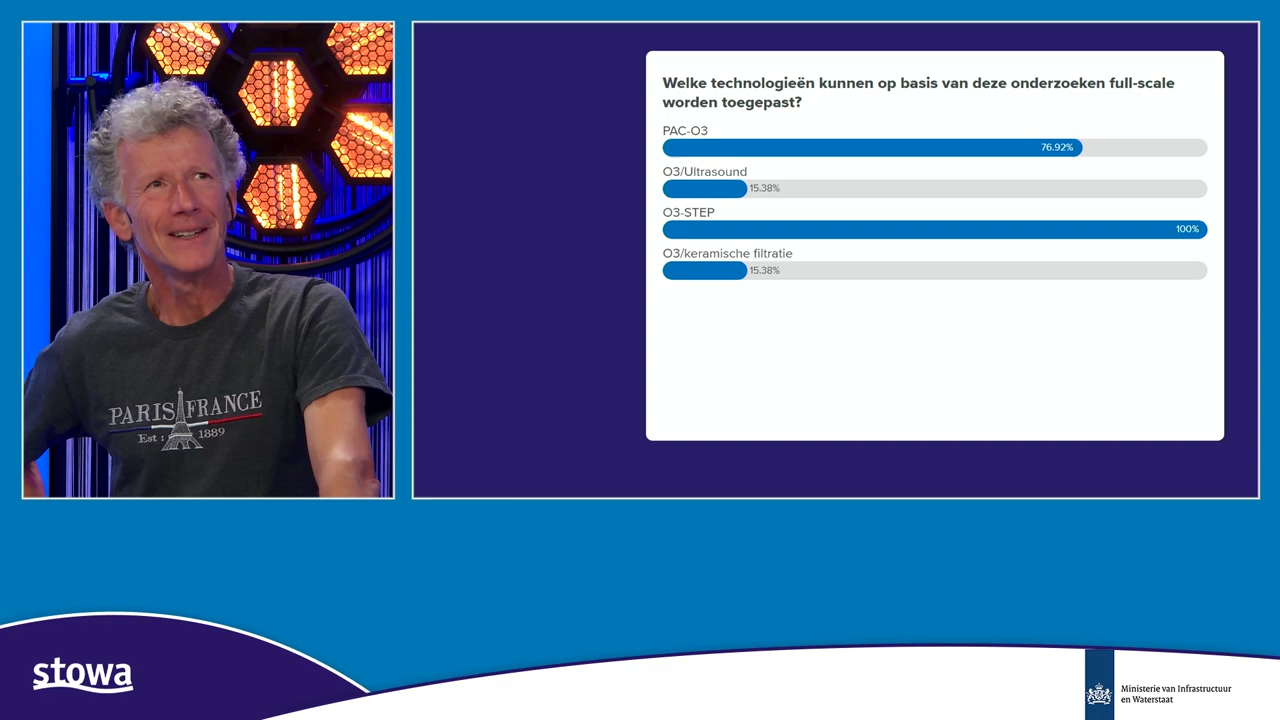 PARIS FRANCE
Est : 1889
Welke technologieën kunnen op basis van deze onderzoeken full-scale
worden toegepast?
PAC-O3
76.92%
O3/Ultrasound
15.38%
O3-STEP
100%
O3/keramische filtratie
15.38%
stowa
Ministerie van Infrastructuur
en Waterstaat